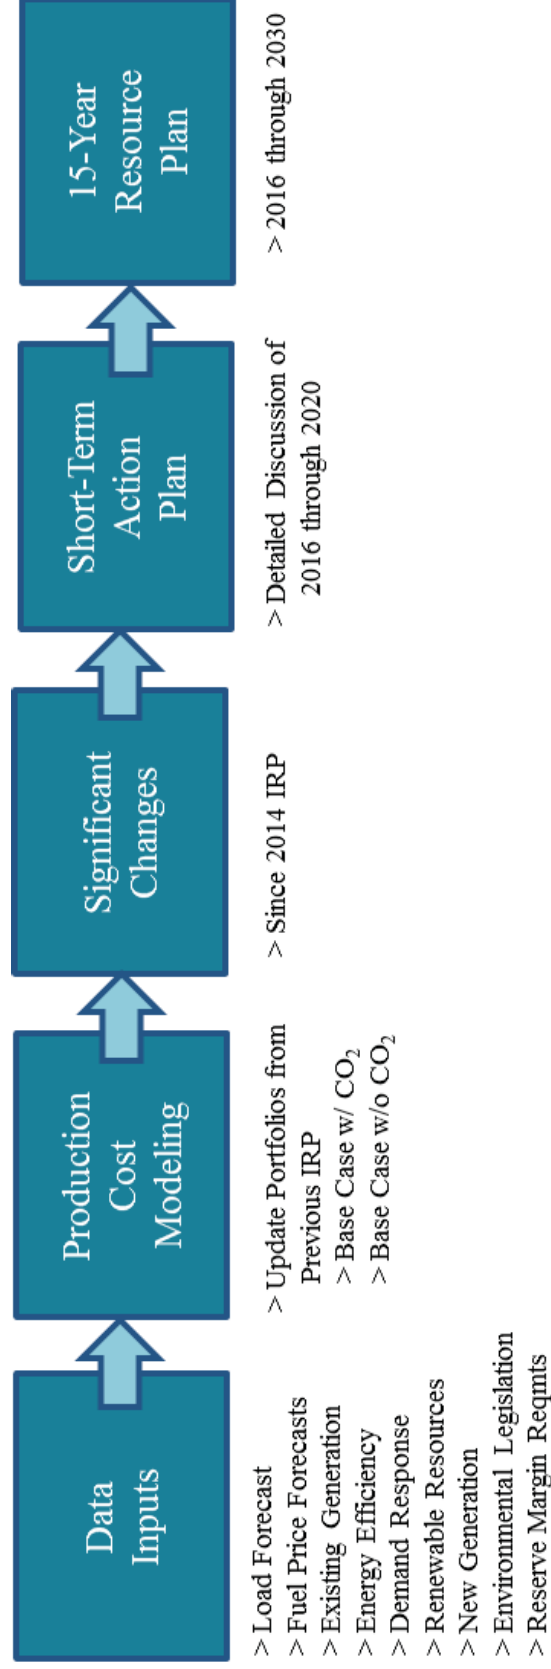 Data
Inputs
> Load Forecast
> Fuel Price Forecasts
> Existing Generation
> Energy Efficiency
> Demand Response
> Renewable Resources
> New Generation
> Environmental Legislation
> Reserve Margin Reqmts
Production
Cost
Modeling
> Update Portfolios from
Previous IRP
> Base Case w/ CO₂
> Base Case w/o CO₂
Significant
Changes
> Since 2014 IRP
Short-Term
Action
Plan
> Detailed Discussion of
2016 through 2020
15-Year
Resource
Plan
> 2016 through 2030